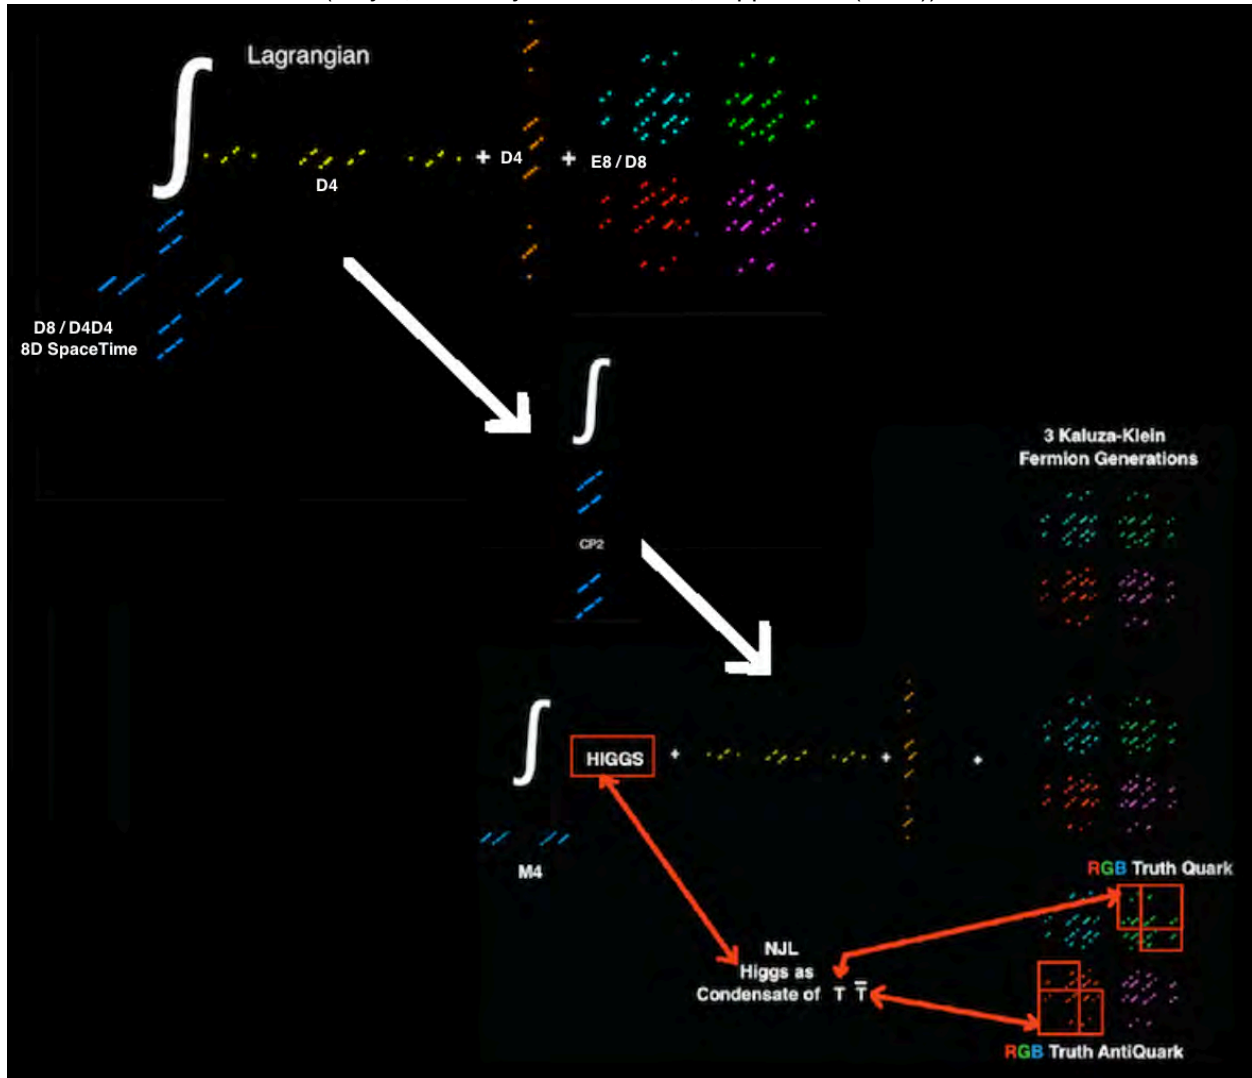 Lagrangian
∫
+ D4
+ E8 / D8
D4
D8 / D4D4
8D SpaceTime
∫
3 Kaluza-Klein
Fermion Generations
CP2
∫
HIGGS + + +
M4
RGB Truth Quark
NJL
Higgs as
Condensate of T T̅
RGB Truth AntiQuark